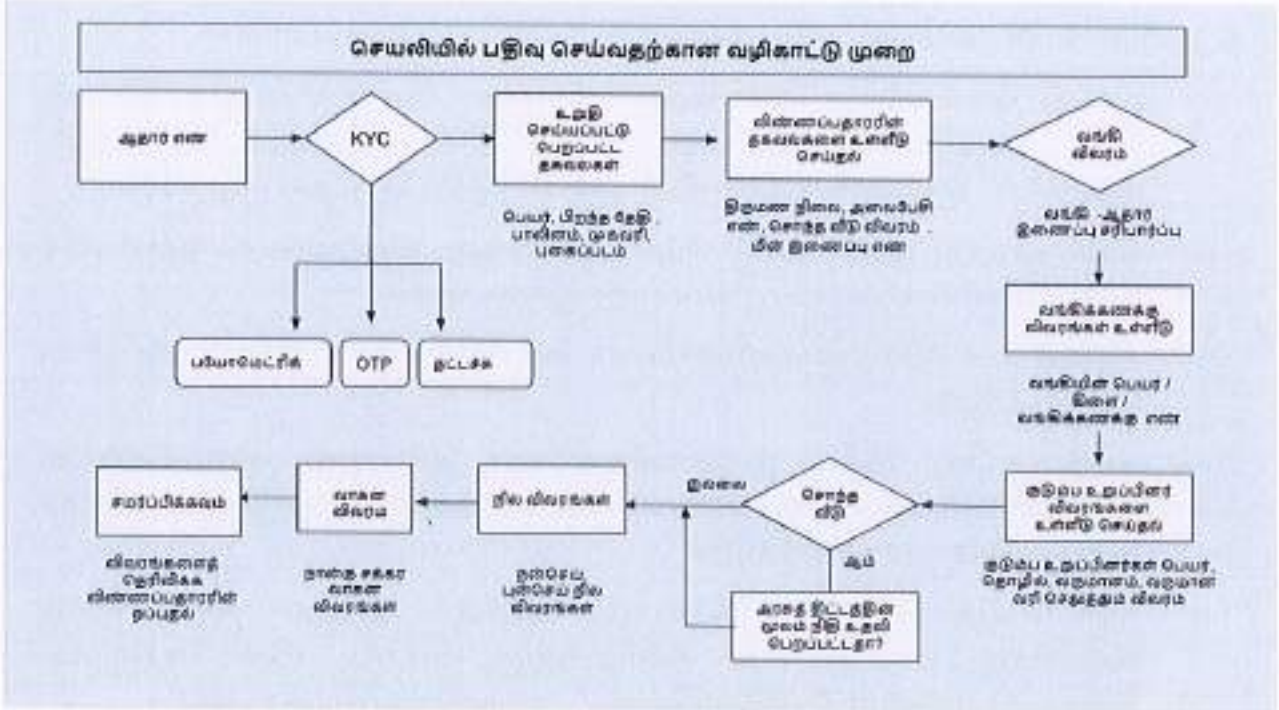 செயலியில் பதிவு செய்வதற்கான வழிகாட்டு முறை
ஆதார் எண்
KYC
உறுதி
செய்யப்பட்டு
பெறப்பட்ட
தகவல்கள்
விண்ணப்பதாரரின்
தகவல்களை உள்ளீடு
செய்தல்
வங்கி
விவரம்
பெயர், பிறந்த தேதி,
பாலினம், முகவரி,
புகைப்படம்
திருமண நிலை, அலைபேசி
எண், சொந்த வீடு விவரம்,
மின் இணைப்பு எண்
வங்கி -ஆதார்
இணைப்பு சரிபார்ப்பு
பயோமெட்ரிக்
OTP
வங்கிக்கணக்கு
விவரங்கள் உள்ளீடு
வங்கியின் பெயர் /
கிளை /
வங்கிக்கணக்கு எண்
குடும்ப உறுப்பினர்
விவரங்களை
உள்ளீடு செய்தல்
குடும்ப உறுப்பினர்கள் பெயர்,
தொழில், வருமானம், வருமான
வரி செலுத்தும் விவரம்
சொந்த
வீடு
இல்லை
ஆம்
அரசுத் திட்டத்தின்
மூலம் நிதி உதவி
பெறப்பட்டதா?
நில விவரங்கள்
நன்செய்,
புன்செய் நில
விவரங்கள்
வாகன
விவரம்
நான்கு சக்கர
வாகன
விவரங்கள்
சமர்ப்பிக்கவும்
விவரங்களைத்
தெரிவிக்க
விண்ணப்பதாரரின்
ஒப்புதல்